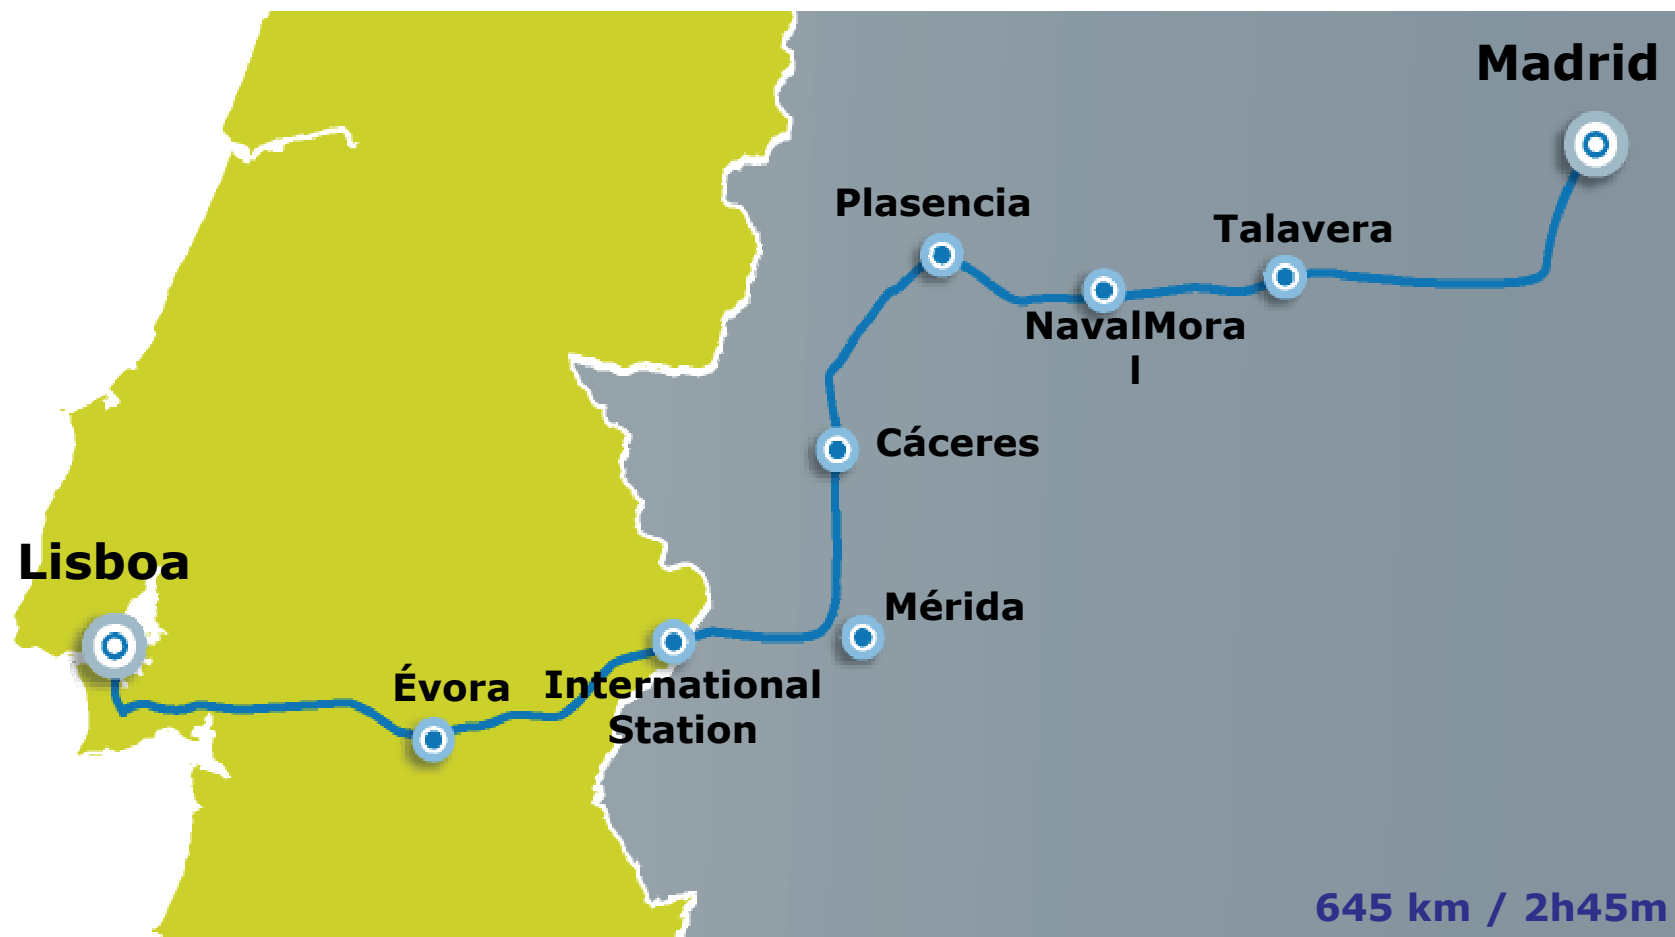 Madrid
Plasencia
Talavera
NavalMora
l
Cáceres
Lisboa
Mérida
Évora
International
Station
645 km / 2h45m